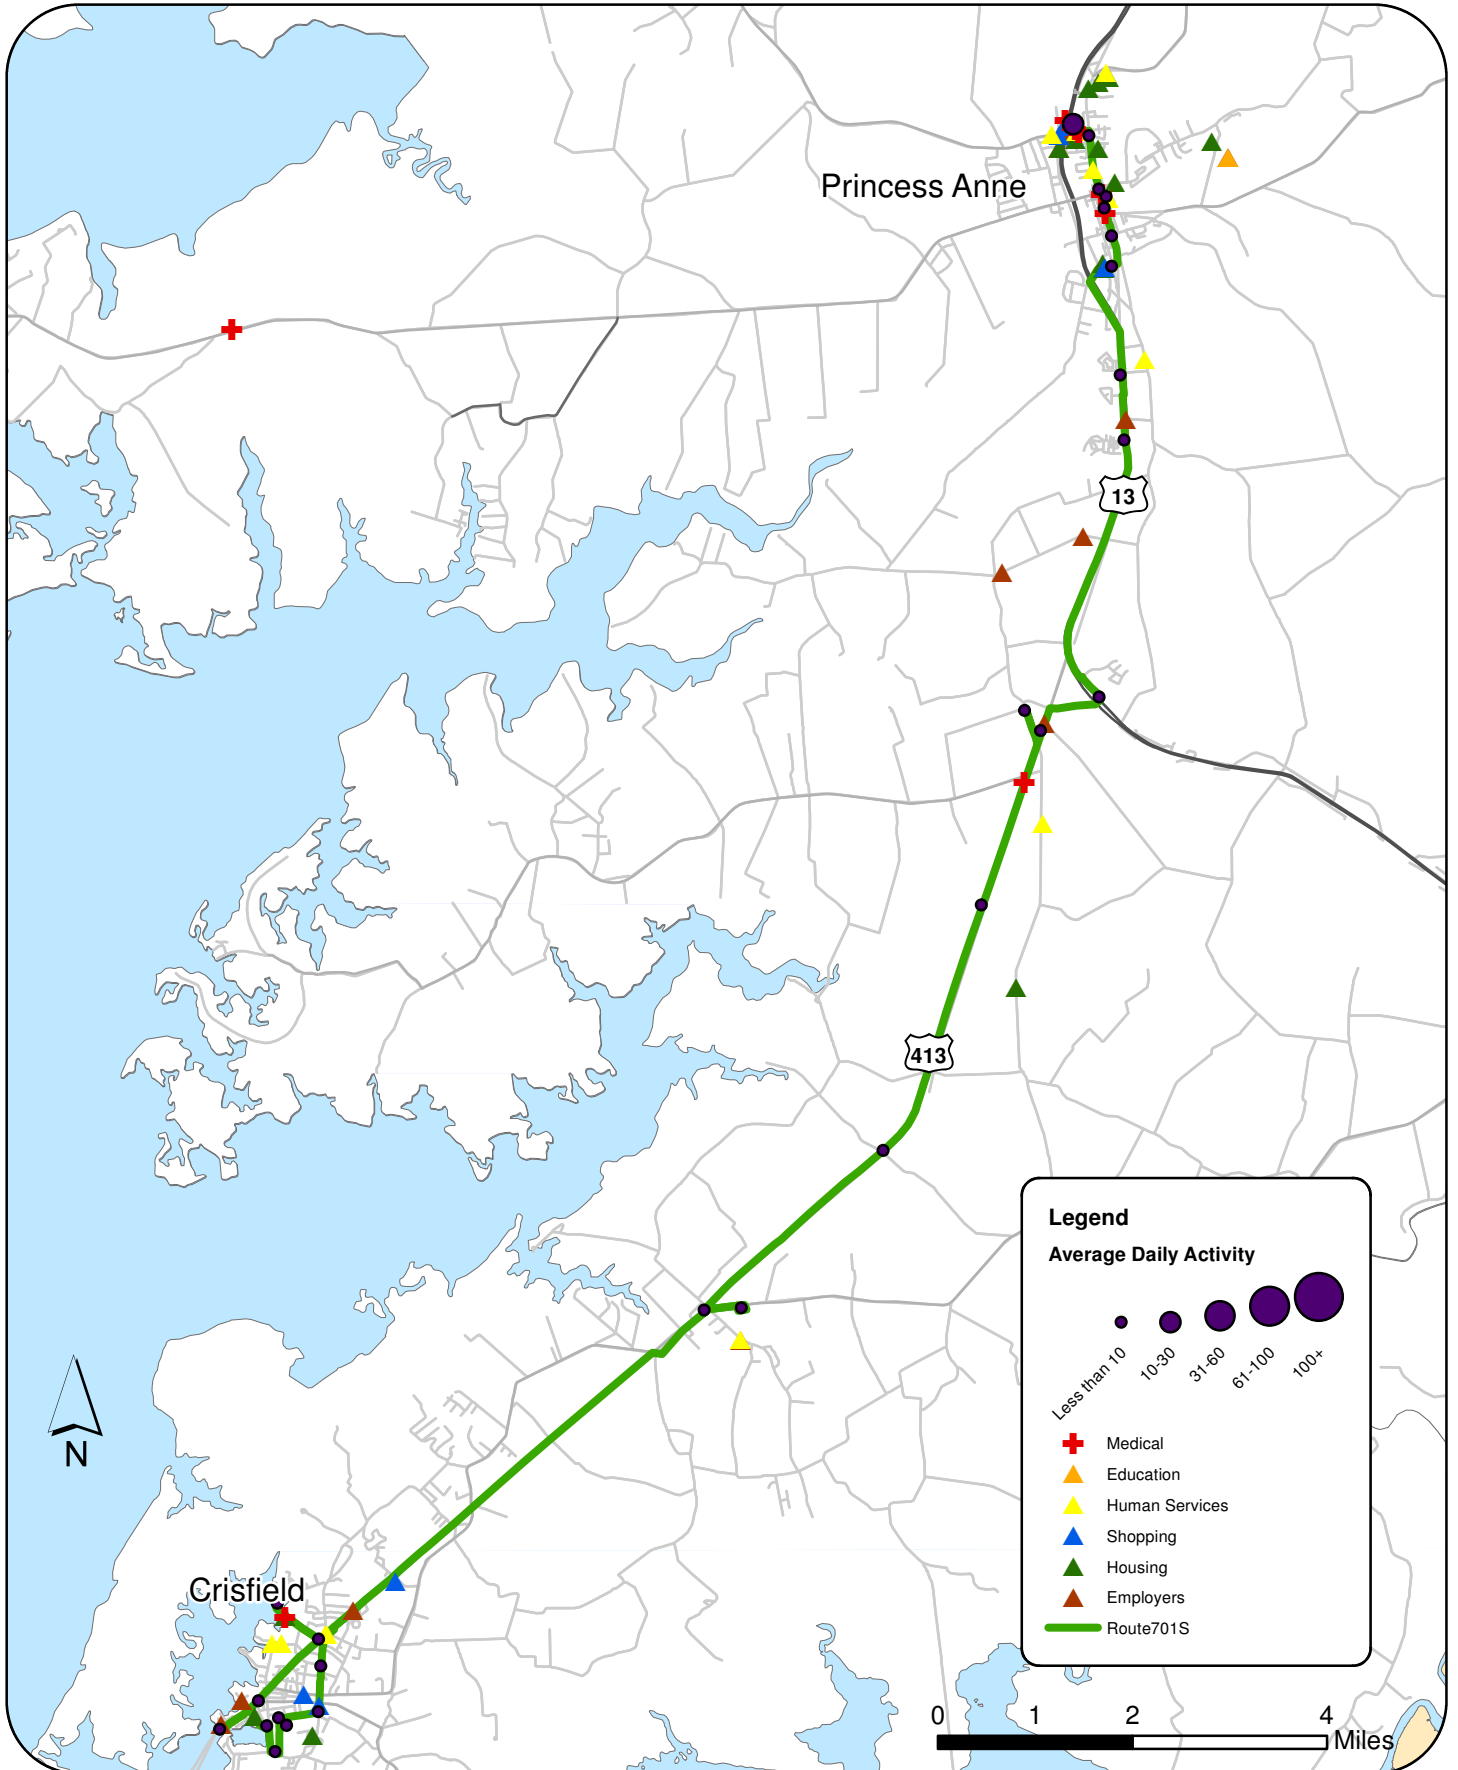 Princess Anne
13
413
Crisfield
N
Legend
Average Daily Activity
Less than 10
10-30
31-60
61-100
100+
Medical
Education
Human Services
Shopping
Housing
Employers
Route701S
0 1 2 4
Miles